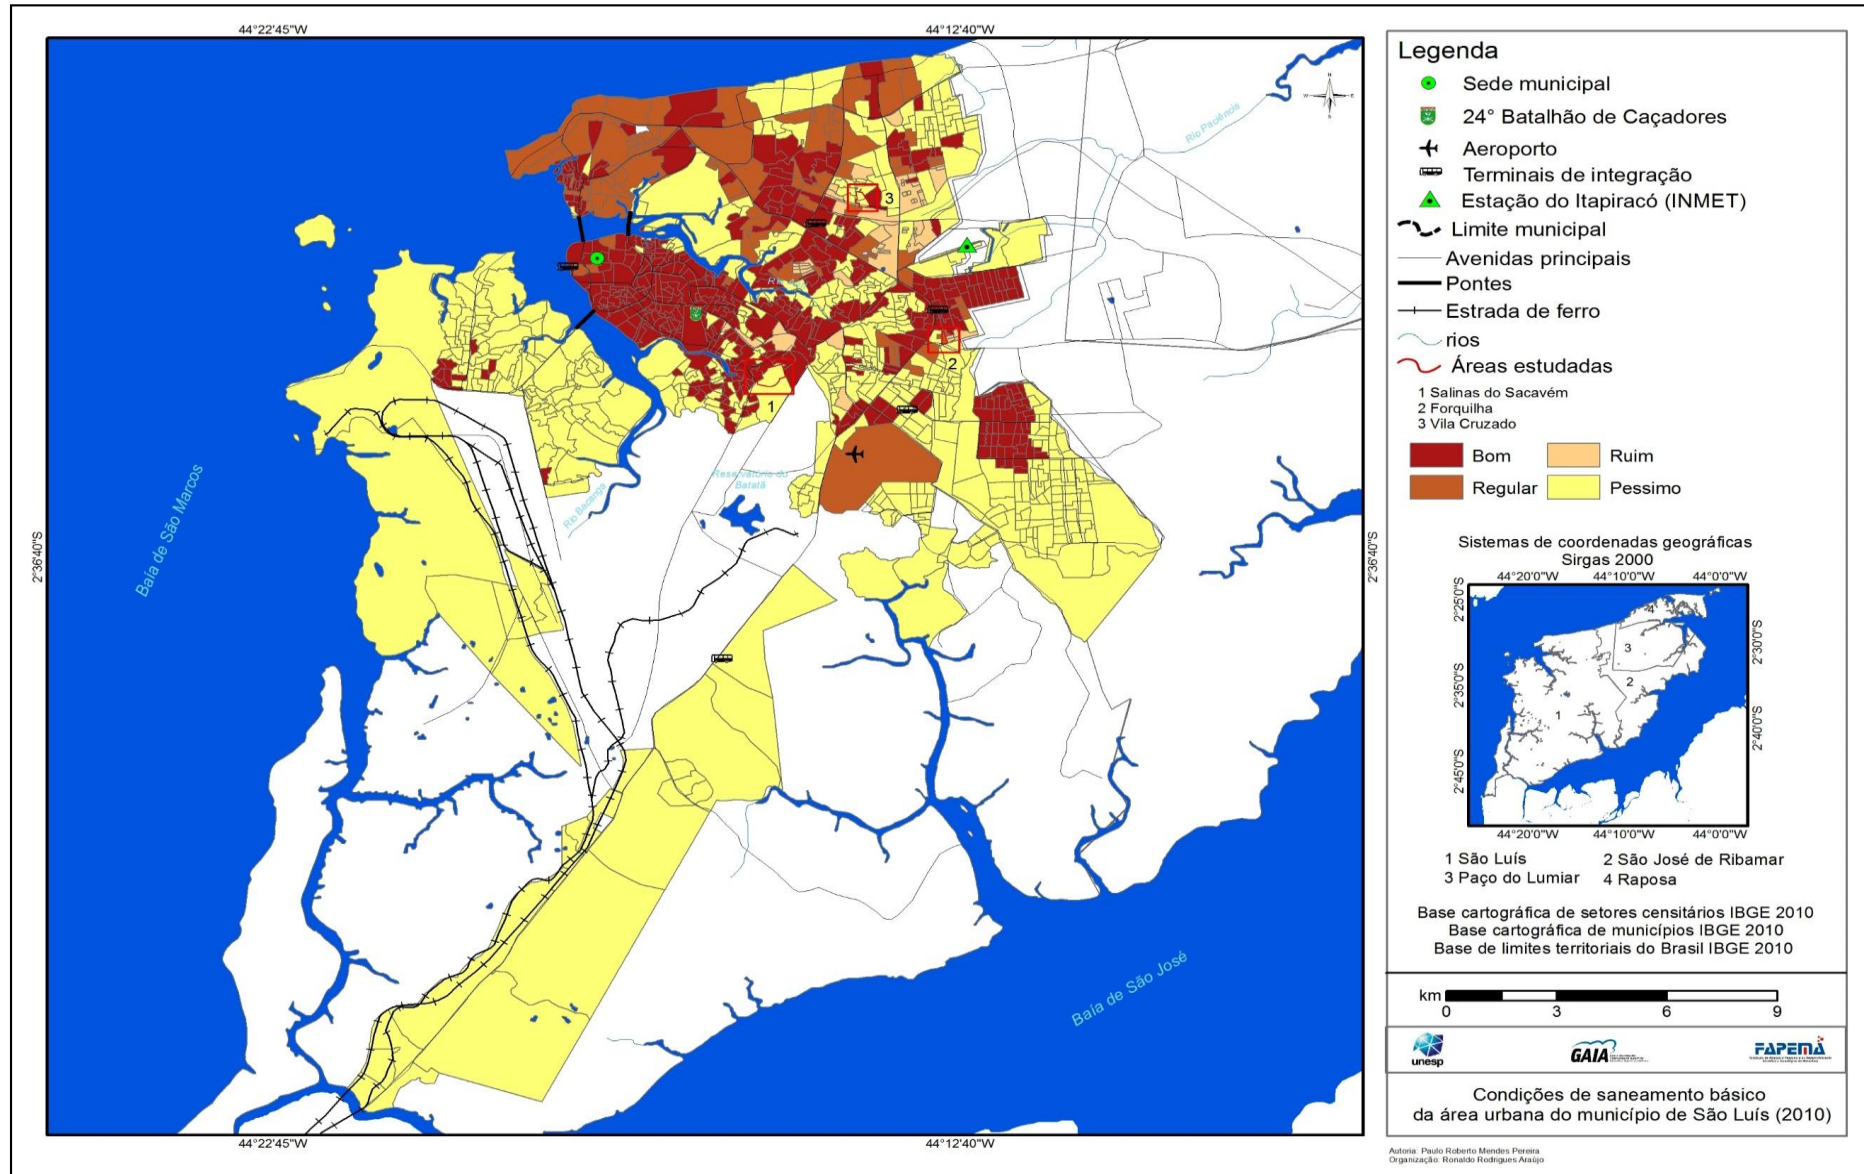 44°22'45"W
44°12'40"W
2°36'40"S
Rio Paciência
3
2
1
Reservatório do
Batatã
Rio Bacanga
Baía de São Marcos
Baía de São José
2°36'40"S
44°22'45"W
44°12'40"W
Legenda
Sede municipal
24° Batalhão de Caçadores
Aeroporto
Terminais de integração
Estação do Itapiracó (INMET)
Limite municipal
Avenidas principais
Pontes
Estrada de ferro
rios
Áreas estudadas
1 Salinas do Sacavém
2 Forquilha
3 Vila Cruzado
Bom
Ruim
Regular
Pessimo
Sistemas de coordenadas geográficas
Sirgas 2000
44°20'0"W 44°10'0"W 44°0'0"W
2°25'0"S
2°30'0"S
2°35'0"S
2°40'0"S
2°45'0"S
4
3
2
1
44°20'0"W 44°10'0"W 44°0'0"W
1 São Luís 2 São José de Ribamar
3 Paço do Lumiar 4 Raposa
Base cartográfica de setores censitários IBGE 2010
Base cartográfica de municípios IBGE 2010
Base de limites territoriais do Brasil IBGE 2010
km
0 3 6 9
unesp
GAIA
FAPEMA
Condições de saneamento básico
da área urbana do município de São Luís (2010)
Autoria: Paulo Roberto Mendes Pereira
Organização: Ronaldo Rodrigues Araújo